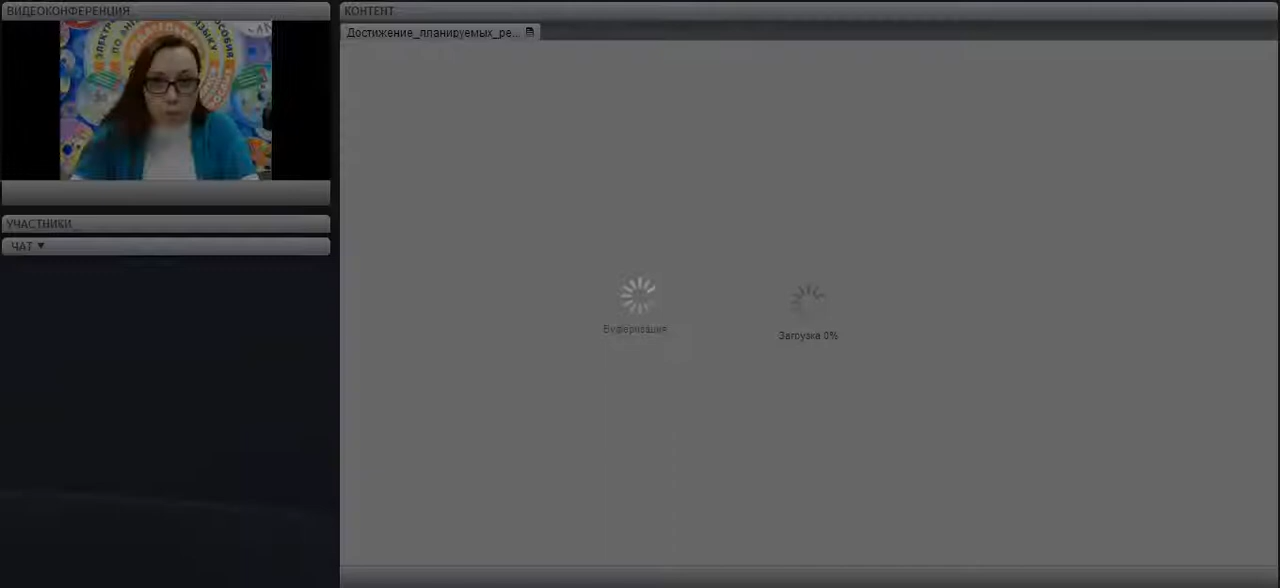 ВИДЕОКОНФЕРЕНЦИЯ
КОНТЕНТ
Достижение_планируемых_ре...
УЧАСТНИКИ
ЧАТ
Буферизация
Загрузка 0%